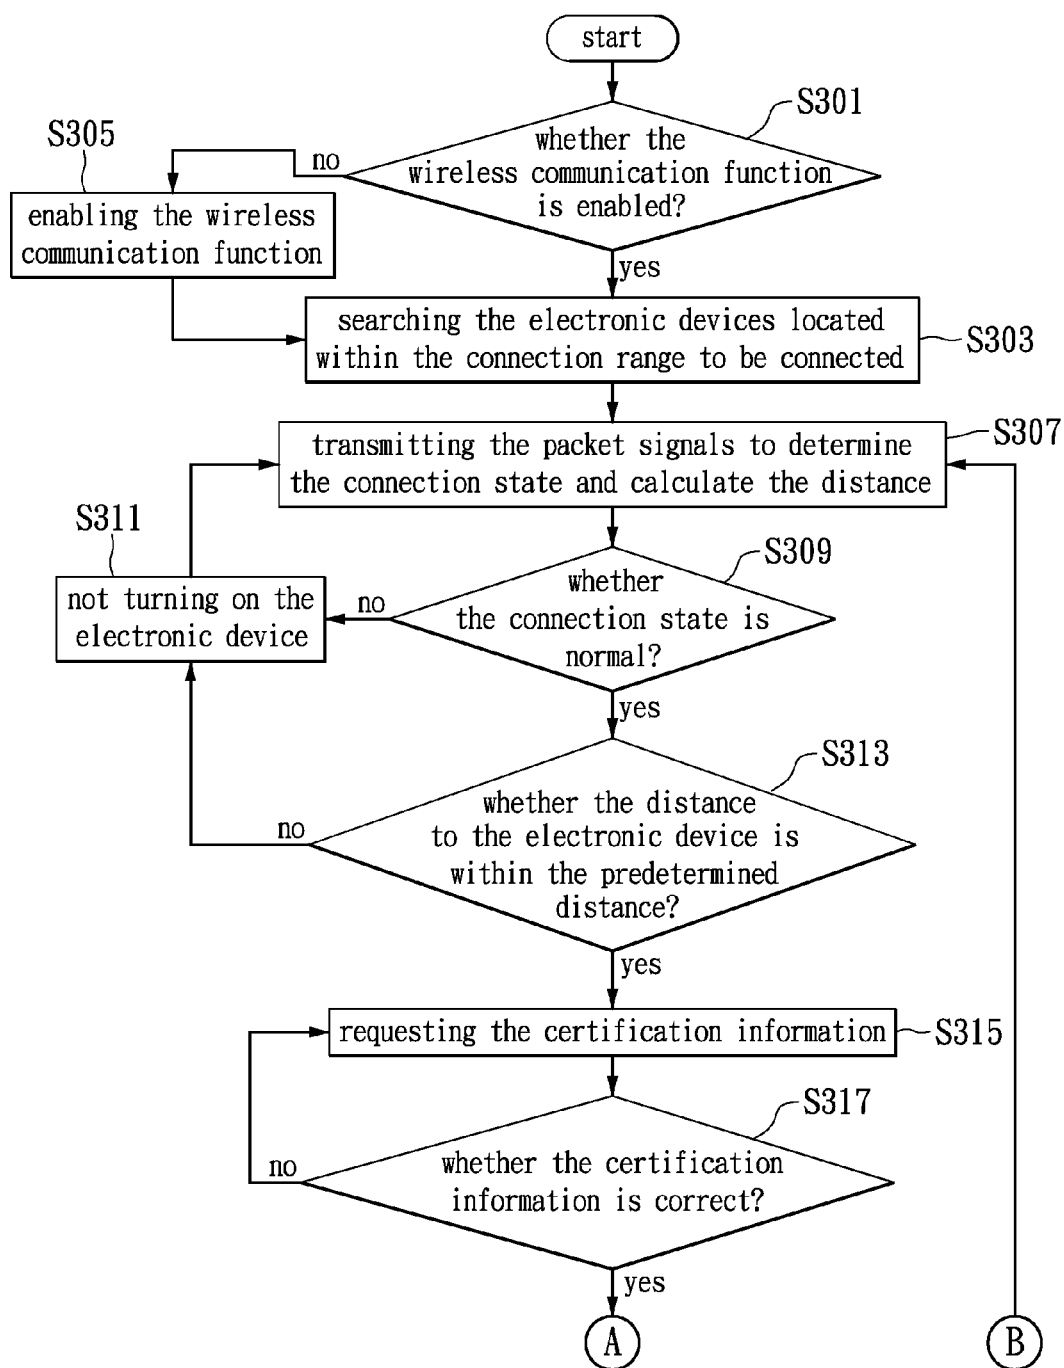 start
S301
whether the
wireless communication function
is enabled?
no
S305
enabling the wireless
communication function
yes
searching the electronic devices located
within the connection range to be connected
S303
transmitting the packet signals to determine
the connection state and calculate the distance
S307
S311
not turning on the
electronic device
no
S309
whether
the connection state is
normal?
yes
S313
whether the distance
to the electronic device is
within the predetermined
distance?
no
yes
requesting the certification information
S315
S317
whether the certification
information is correct?
no
yes
A
B